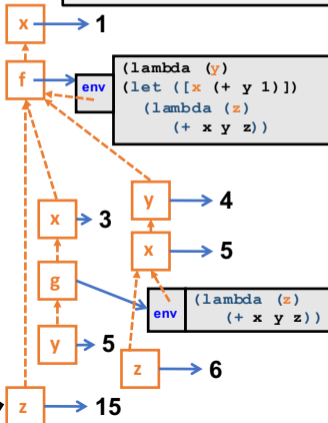 x 1
(lambda (y)
f env (let ([x (+ y 1)])
(lambda (z)
(+ x y z))
y 4
x 3
x 5
g
(lambda (z)
env (+ x y z))
y 5
z 6
z 15